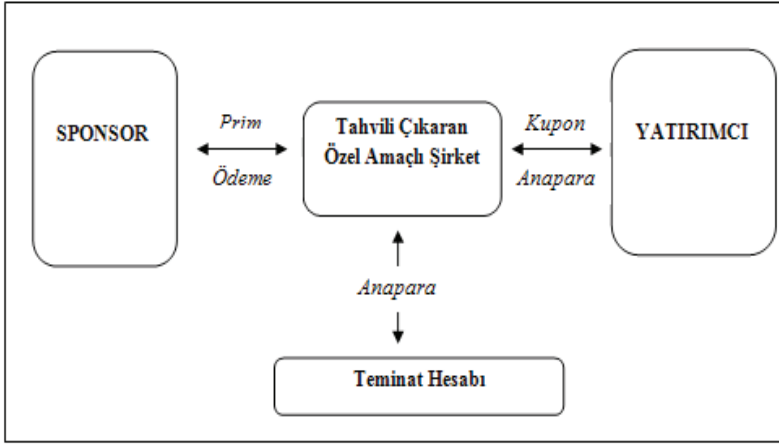 SPONSOR
Prim
Ödeme
Tahvili Çıkaran
Özel Amaçlı Şirket
Kupon
Anapara
YATIRIMCI
Anapara
Teminat Hesabı